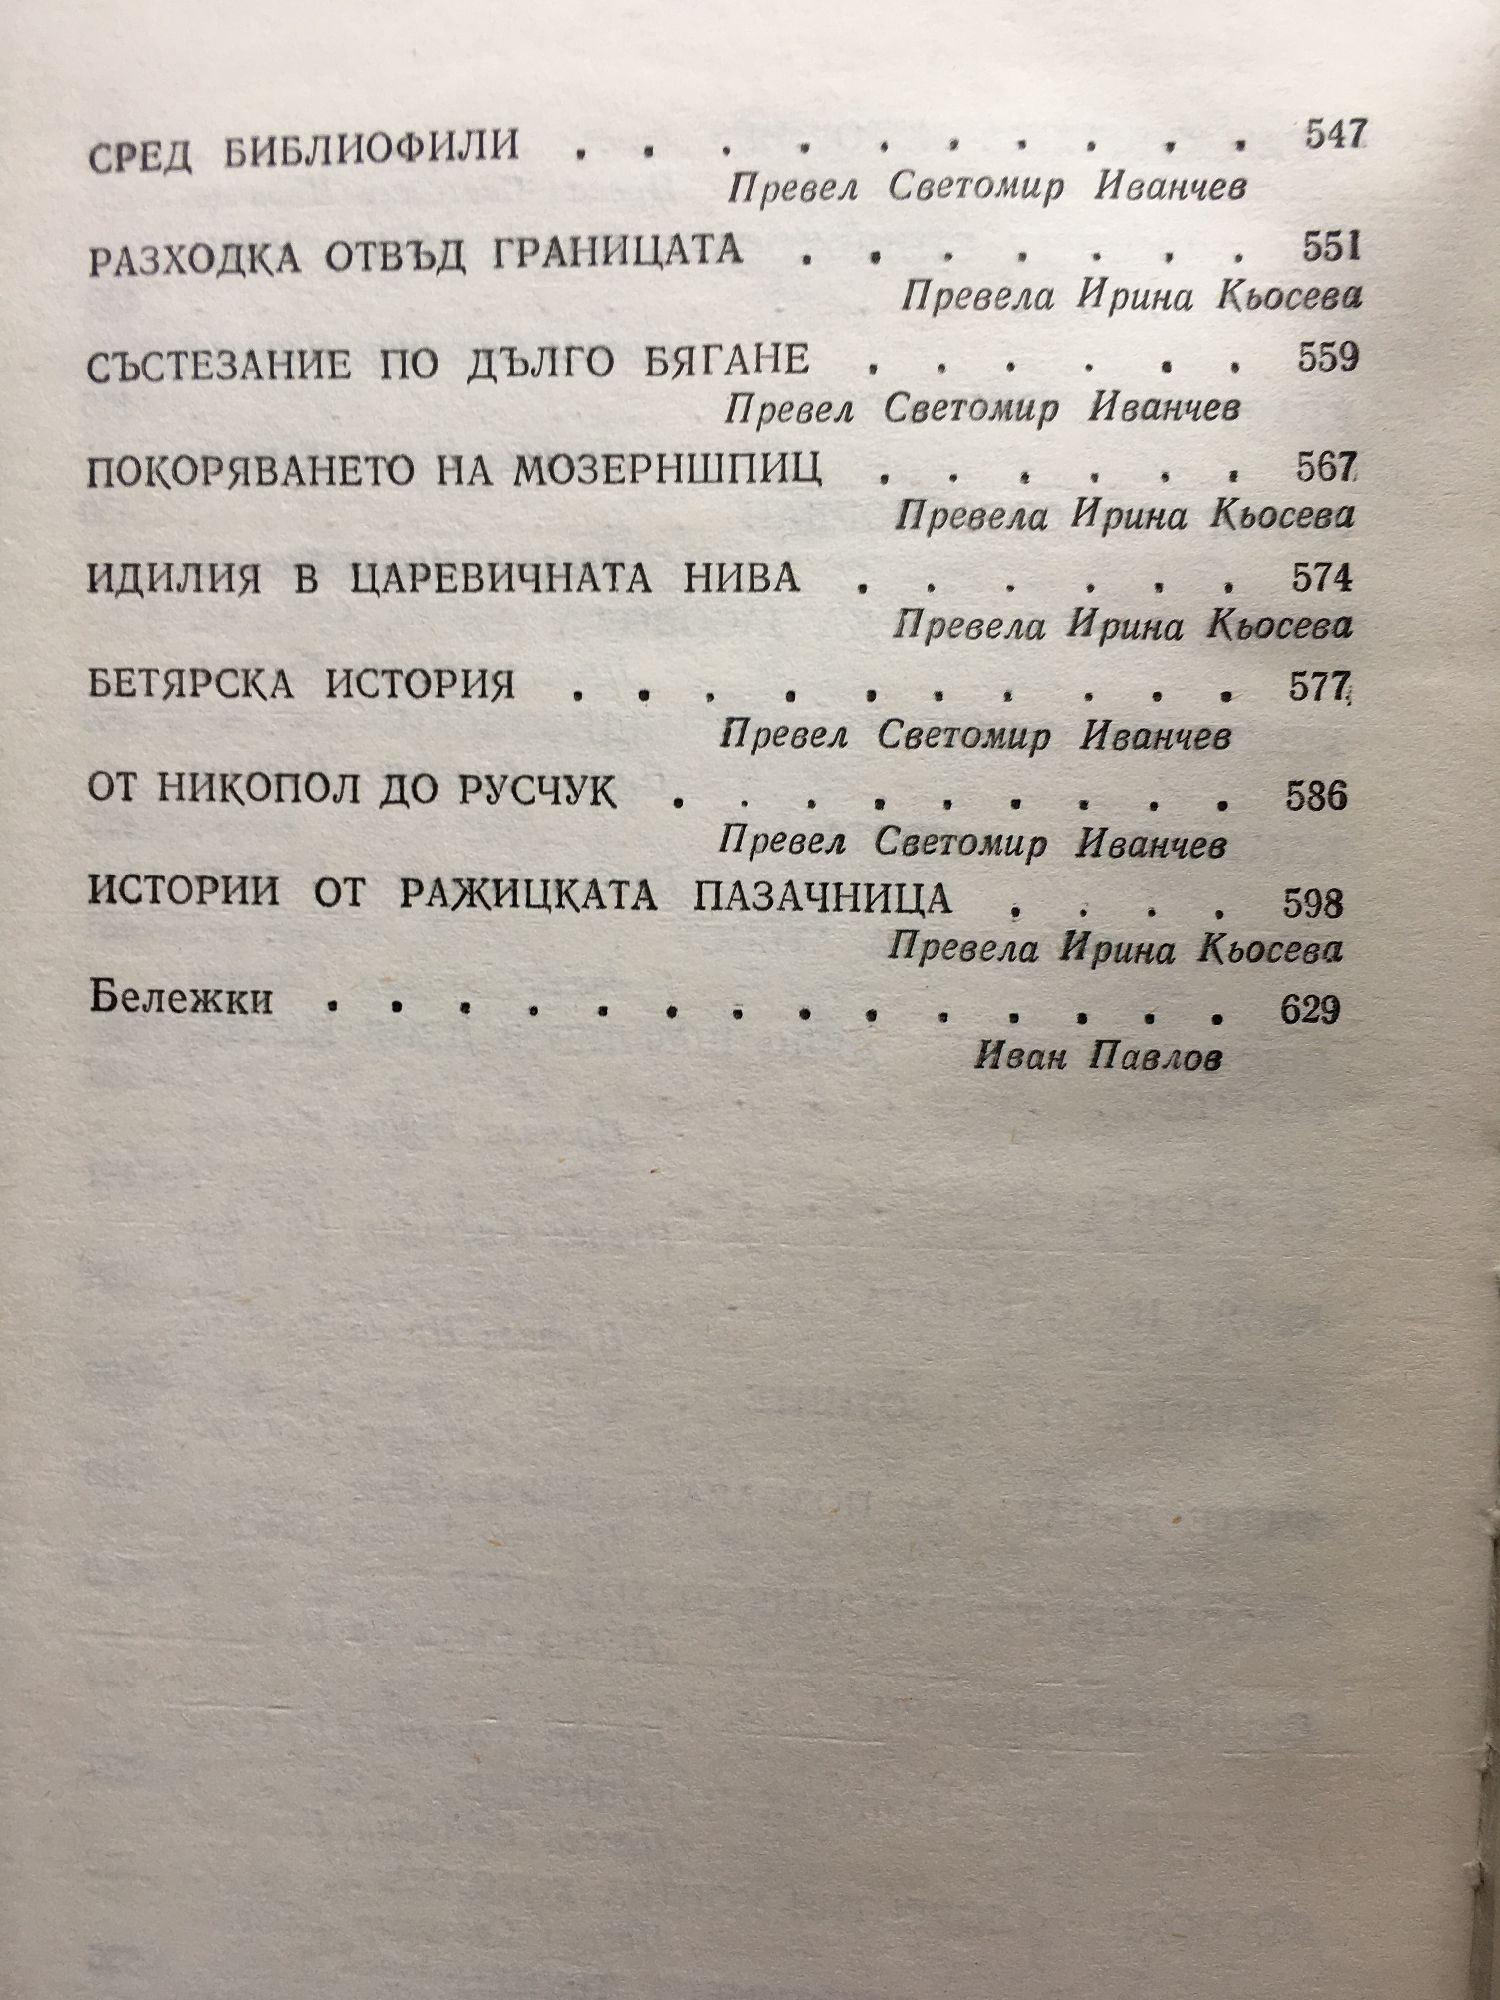 СРЕД БИБЛИОФИЛИ . . . . . . . . . . 547
Превел Светомир Иванчев
РАЗХОДКА ОТВЪД ГРАНИЦАТА . . . . . . . 551
Превела Ирина Кьосева
СЪСТЕЗАНИЕ ПО ДЪЛГО БЯГАНЕ . . . . . . 559
Превел Светомир Иванчев
ПОКОРЯВАНЕТО НА МОЗЕРНШПИЦ . . . . . . 567
Превела Ирина Кьосева
ИДИЛИЯ В ЦАРЕВИЧНАТА НИВА . . . . . . 574
Превела Ирина Кьосева
БЕТЯРСКА ИСТОРИЯ . . . . . . . . . . 577
Превел Светомир Иванчев
ОТ НИКОПОЛ ДО РУСЧУК . . . . . . . . . 586
Превел Светомир Иванчев
ИСТОРИИ ОТ РАЖИЦКАТА ПАЗАЧНИЦА . . . . 598
Превела Ирина Кьосева
Бележки . . . . . . . . . . . . . . 629
Иван Павлов